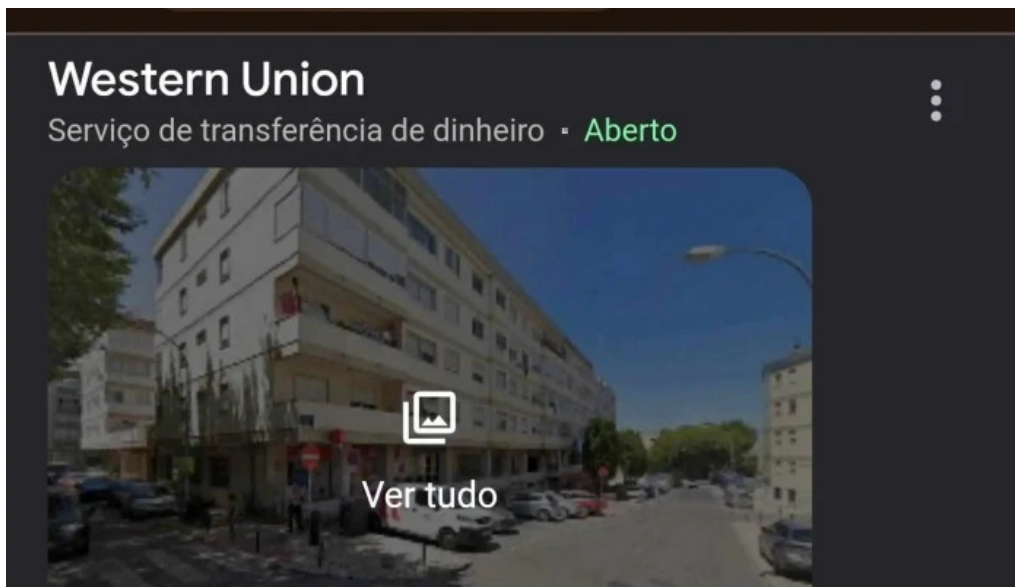 Western Union
Serviço de transferência de dinheiro · Aberto
Ver tudo